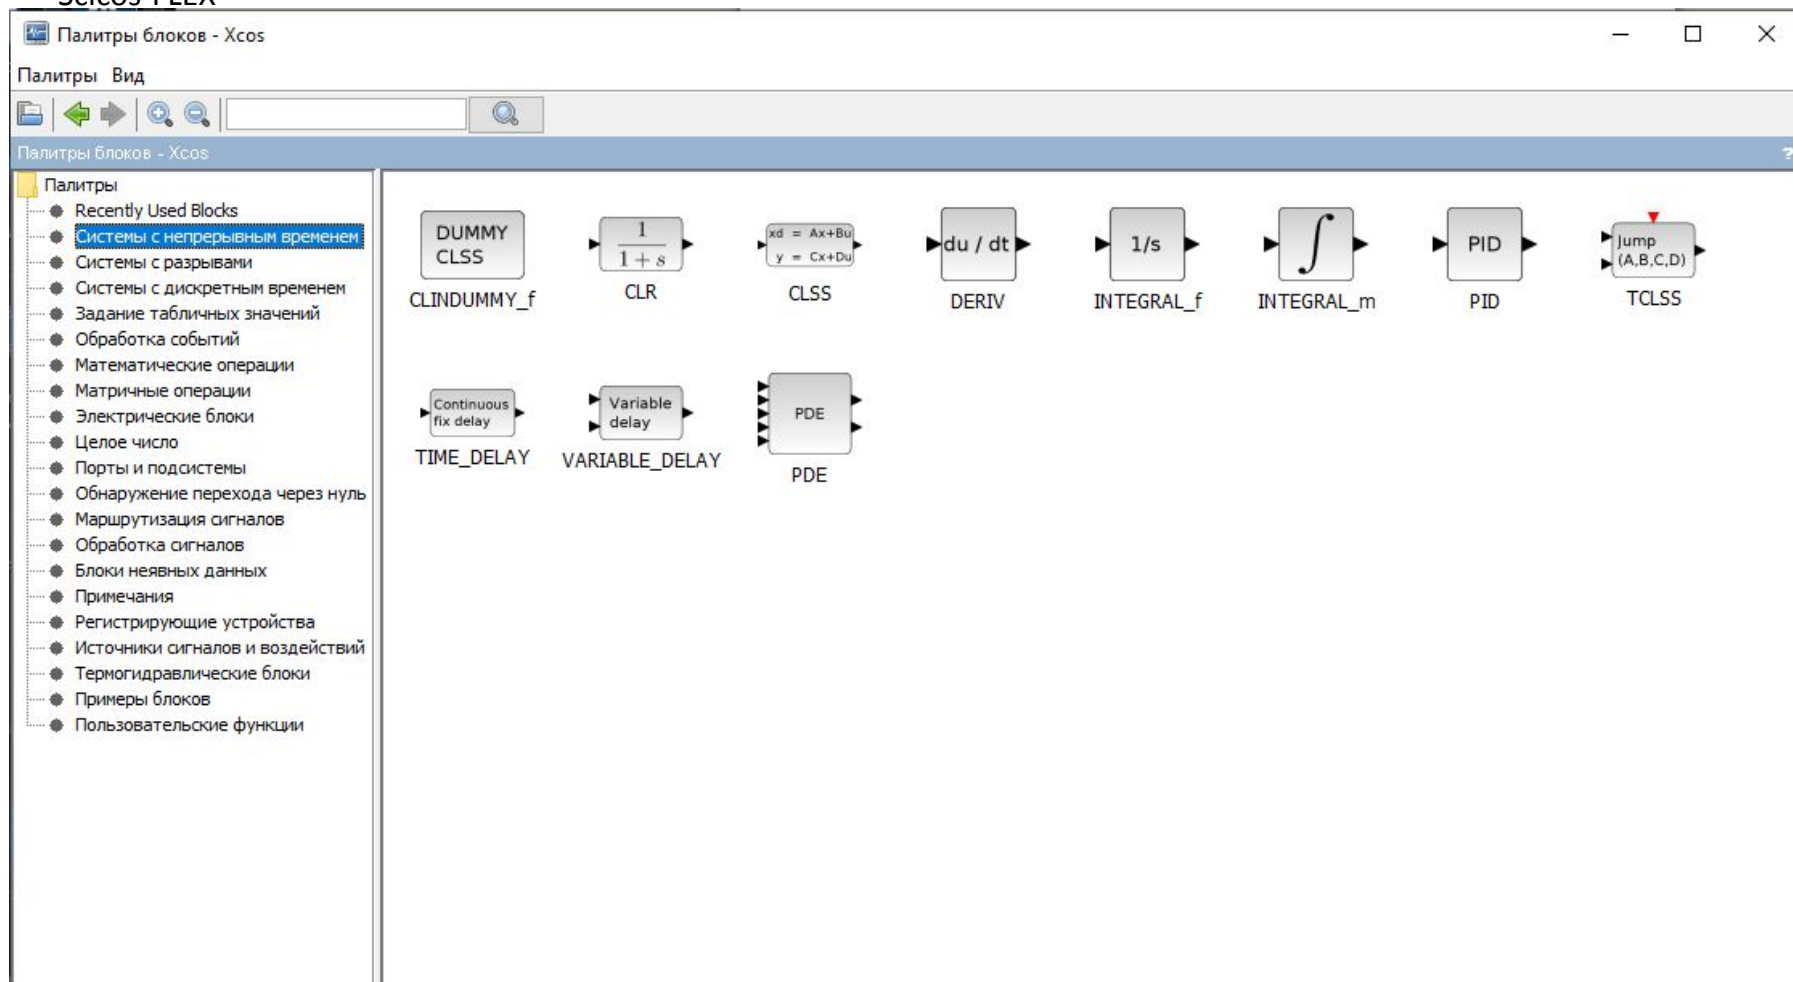 Scicos-FLEX
Палитры блоков - Xcos
Палитры Вид
Палитры блоков - Xcos
?
Палитры
Recently Used Blocks
Системы с непрерывным временем
Системы с разрывами
Системы с дискретным временем
Задание табличных значений
Обработка событий
Математические операции
Матричные операции
Электрические блоки
Целое число
Порты и подсистемы
Обнаружение перехода через нуль
Маршрутизация сигналов
Обработка сигналов
Блоки неявных данных
Примечания
Регистрирующие устройства
Источники сигналов и воздействий
Термогидравлические блоки
Примеры блоков
Пользовательские функции
DUMMY
CLSS
CLINDUMMY_f
1
1 + s
CLR
xd = Ax+Bu
y = Cx+Du
CLSS
du / dt
DERIV
1/s
INTEGRAL_f
∫
INTEGRAL_m
PID
PID
Jump
(A,B,C,D)
TCLSS
Continuous
fix delay
TIME_DELAY
Variable
delay
VARIABLE_DELAY
PDE
PDE